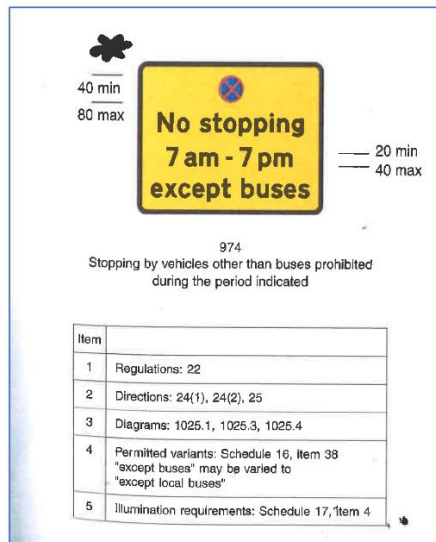 40 min
80 max
No stopping
7 am - 7 pm
except buses
20 min
40 max
974
Stopping by vehicles other than buses prohibited
during the period indicated
Item
1 Regulations: 22
2 Directions: 24(1), 24(2), 25
3 Diagrams: 1025.1, 1025.3, 1025.4
4 Permitted variants: Schedule 16, item 38
"except buses" may be varied to
"except local buses"
5 Illumination requirements: Schedule 17, item 4